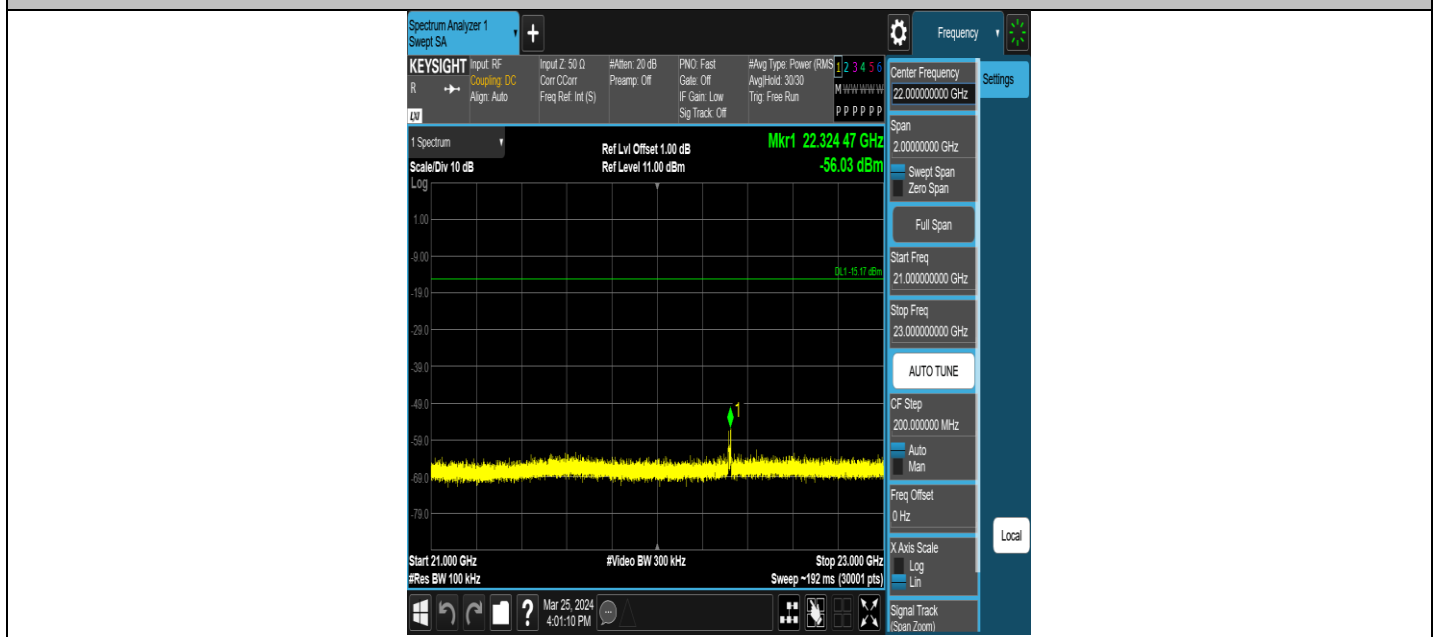 Spectrum Analyzer 1
Swept SA
+
Frequency
KEYSIGHT
R
LXI
Input: RF
Coupling: DC
Align: Auto
Input Z: 50 Ω
Corr CCorr
Freq Ref: Int (S)
#Atten: 20 dB
Preamp: Off
PNO: Fast
Gate: Off
IF Gain: Low
Sig Track: Off
#Avg Type: Power (RMS
Avg|Hold: 30/30
Trig: Free Run
1 2 3 4 5 6
M W W W W W
P P P P P P
1 Spectrum
Scale/Div 10 dB
Log
Ref Lvl Offset 1.00 dB
Ref Level 11.00 dBm
Mkr1 22.324 47 GHz
-56.03 dBm
1.00
-9.00
DL1 -15.17 dBm
-19.0
-29.0
-39.0
-49.0
1
-59.0
-69.0
-79.0
Start 21.000 GHz
#Res BW 100 kHz
#Video BW 300 kHz
Stop 23.000 GHz
Sweep ~192 ms (30001 pts)
Center Frequency
22.000000000 GHz
Settings
Span
2.00000000 GHz
Swept Span
Zero Span
Full Span
Start Freq
21.000000000 GHz
Stop Freq
23.000000000 GHz
AUTO TUNE
CF Step
200.000000 MHz
Auto
Man
Freq Offset
0 Hz
X Axis Scale
Log
Lin
Local
Signal Track
(Span Zoom)
?
Mar 25, 2024
4:01:10 PM